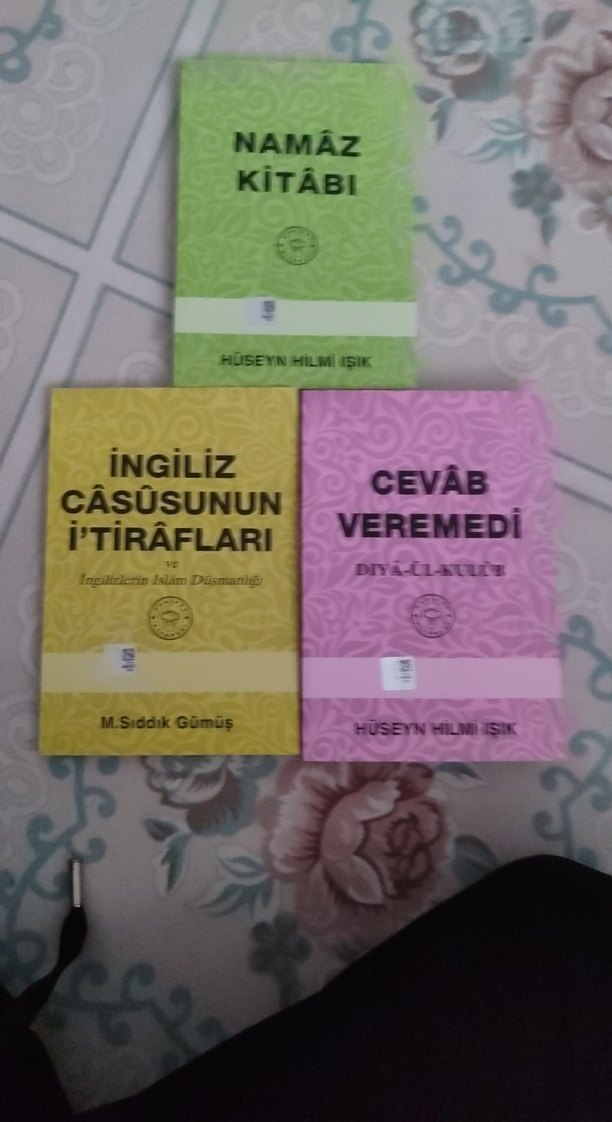 NAMÂZ
KİTÂBI
HÜSEYN HİLMİ IŞIK
İNGİLİZ
CÂSÛSUNUN
İ'TİRÂFLARI
ve
İngilizlerin İslâm Düşmanlığı
M.Sıddık Gümüş
CEVÂB
VEREMEDİ
DIYÂ-ÜL-KULÛB
HÜSEYN HİLMİ IŞIK